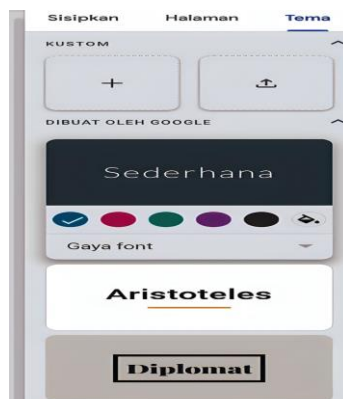 Sisipkan Halaman Tema
KUSTOM
DIBUAT OLEH GOOGLE
Sederhana
Gaya font
Aristoteles
Diplomat